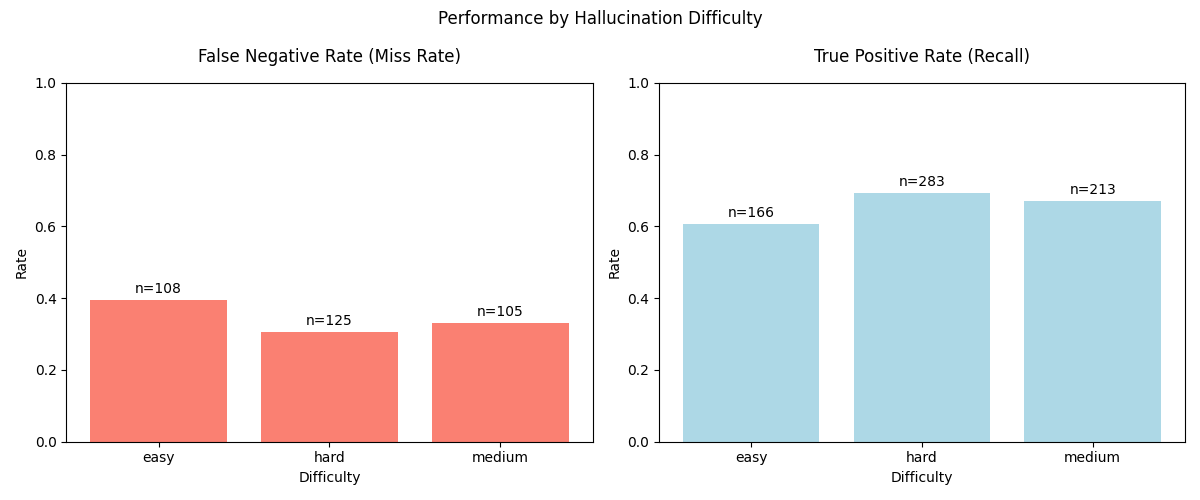 Performance by Hallucination Difficulty
False Negative Rate (Miss Rate)
1.0
0.8
0.6
0.4
0.2
0.0
Rate
n=108
n=125
n=105
easy
hard
medium
Difficulty
True Positive Rate (Recall)
1.0
0.8
0.6
0.4
0.2
0.0
Rate
n=166
n=283
n=213
easy
hard
medium
Difficulty